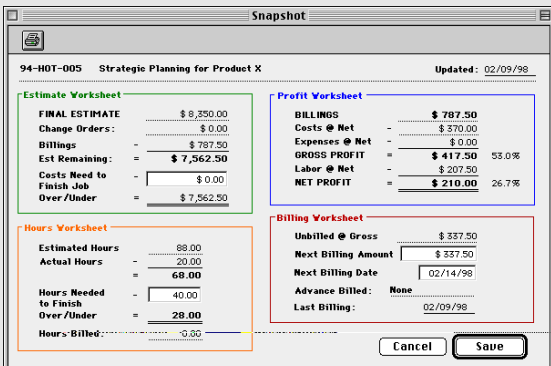 Snapshot
94-HOT-005 Strategic Planning for Product X Updated: 02/09/98
Estimate Worksheet
FINAL ESTIMATE $ 8,350.00
Change Orders: $ 0.00
Billings - $ 787.50
Est Remaining: = $ 7,562.50
Costs Need to
Finish Job - $ 0.00
Over/Under = $ 7,562.50
Profit Worksheet
BILLINGS $ 787.50
Costs @ Net - $ 370.00
Expenses @ Net - $ 0.00
GROSS PROFIT = $ 417.50 53.0%
Labor @ Net - $ 207.50
NET PROFIT = $ 210.00 26.7%
Hours Worksheet
Estimated Hours 88.00
Actual Hours - 20.00
= 68.00
Hours Needed
to Finish - 40.00
Over/Under = 28.00
Hours Billed: 0.00
Billing Worksheet
Unbilled @ Gross $ 337.50
Next Billing Amount $ 337.50
Next Billing Date 02/14/98
Advance Billed: None
Last Billing: 02/09/98
Cancel Save